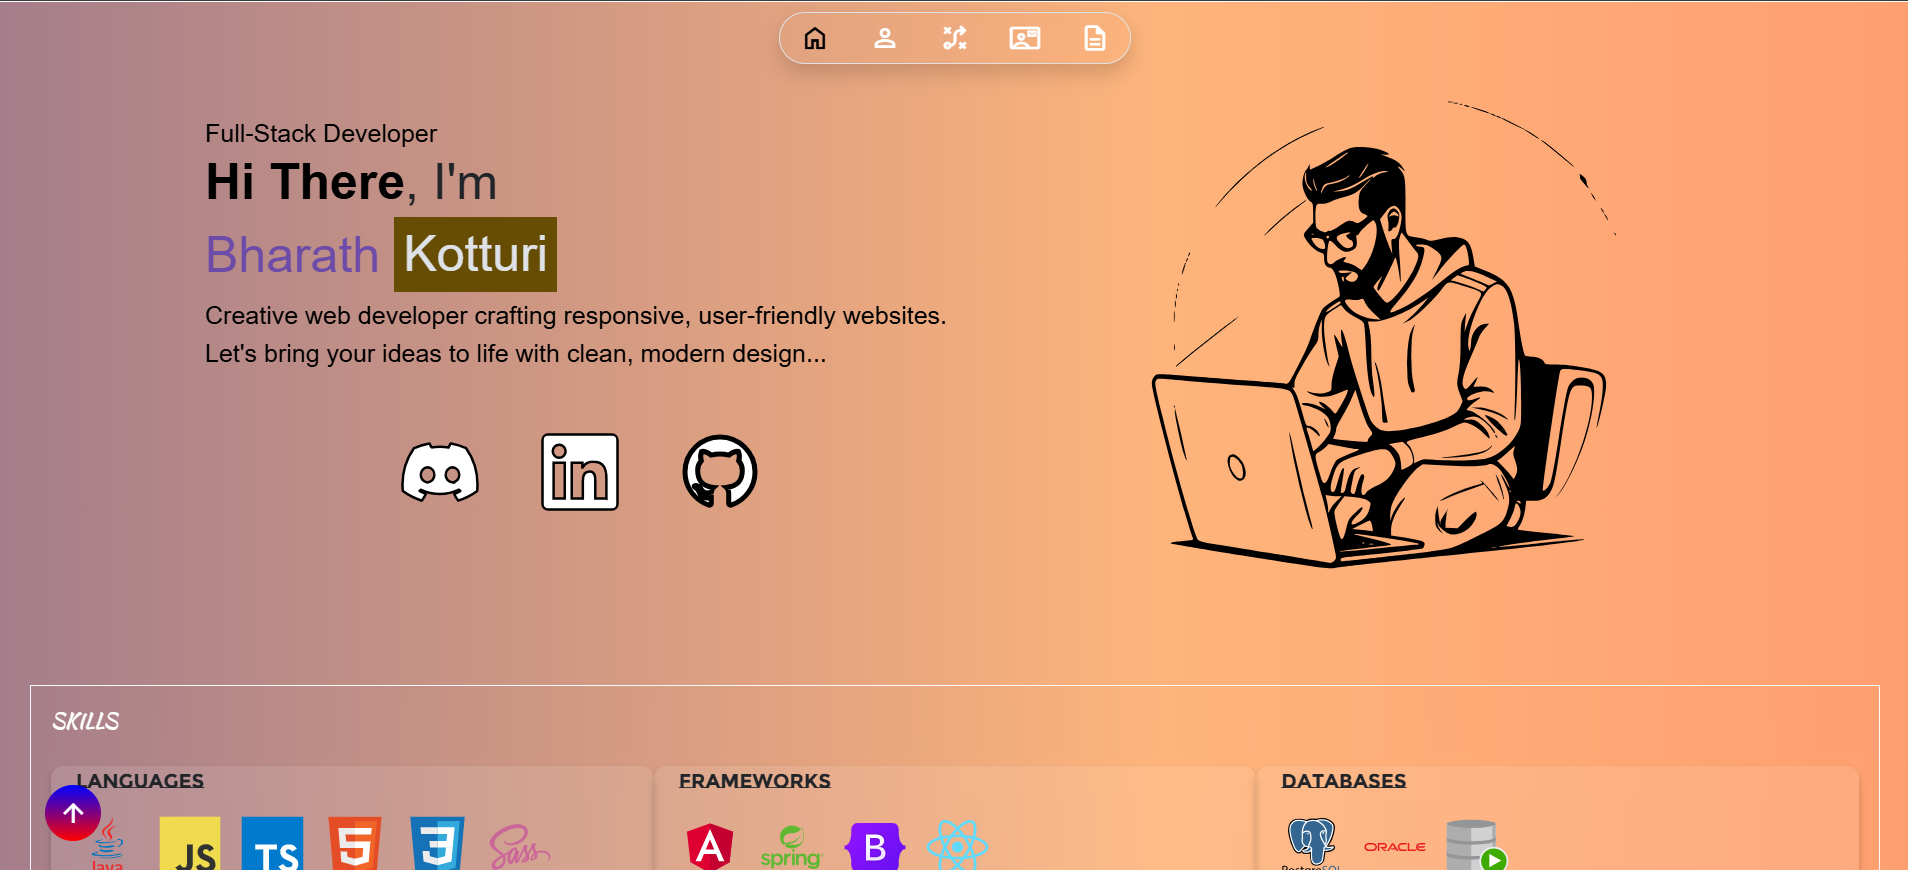 Full-Stack Developer
Hi There, I'm
Bharath Kotturi
Creative web developer crafting responsive, user-friendly websites.
Let's bring your ideas to life with clean, modern design...
in
SKILLS
LANGUAGES
FRAMEWORKS
DATABASES
Java
JS
TS
5
3
Sass
A
spring
B
PostgreSQL
ORACLE